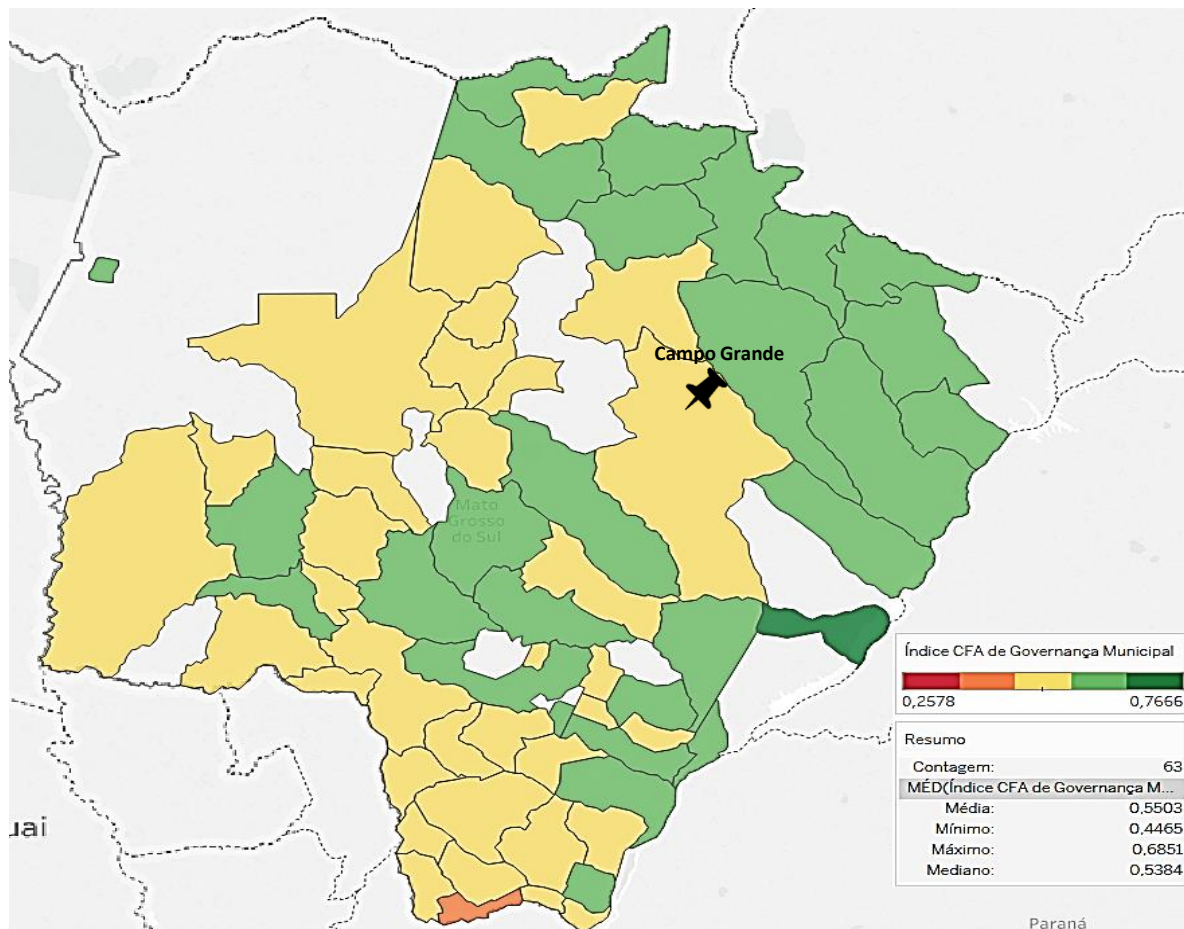 Campo Grande
Mato
Grosso
do Sul
Índice CFA de Governança Municipal
0,2578 0,7666
Resumo
Contagem: 63
MÉD(Índice CFA de Governança M...
Média: 0,5503
Mínimo: 0,4465
Máximo: 0,6851
Mediano: 0,5384
uai
Paraná